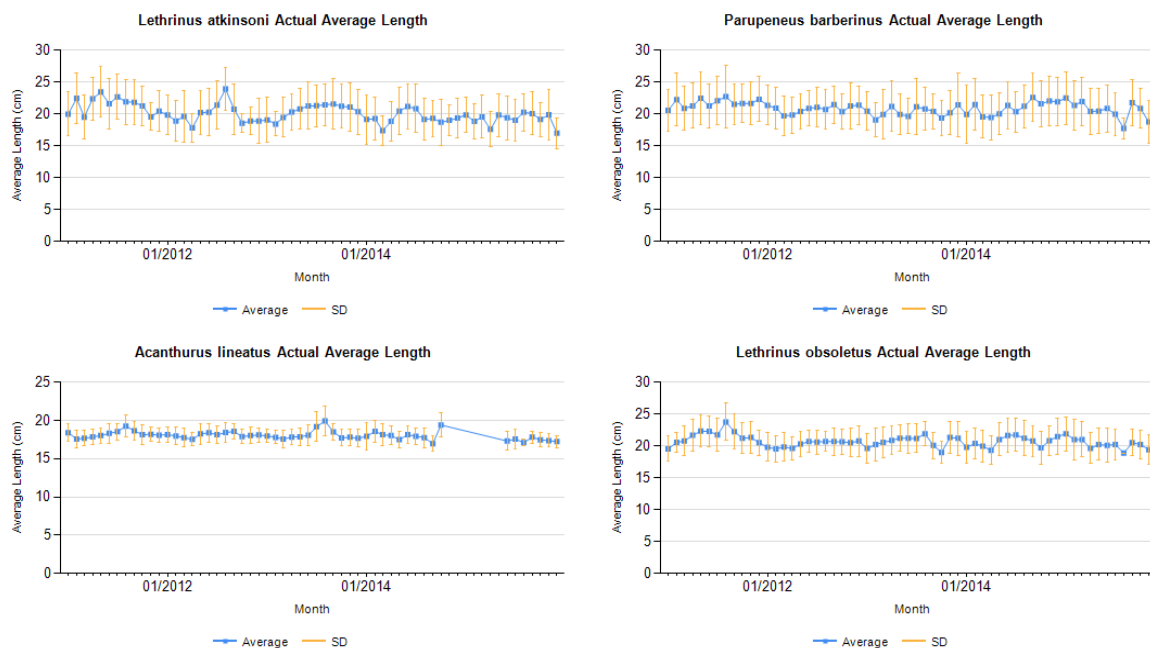 Lethrinus atkinsoni Actual Average Length
30
25
20
15
10
5
0
Average Length (cm)
01/2012
01/2014
Month
Average
SD
Parupeneus barberinus Actual Average Length
30
25
20
15
10
5
0
Average Length (cm)
01/2012
01/2014
Month
Average
SD
Acanthurus lineatus Actual Average Length
25
20
15
10
5
0
Average Length (cm)
01/2012
01/2014
Month
Average
SD
Lethrinus obsoletus Actual Average Length
30
25
20
15
10
5
0
Average Length (cm)
01/2012
01/2014
Month
Average
SD